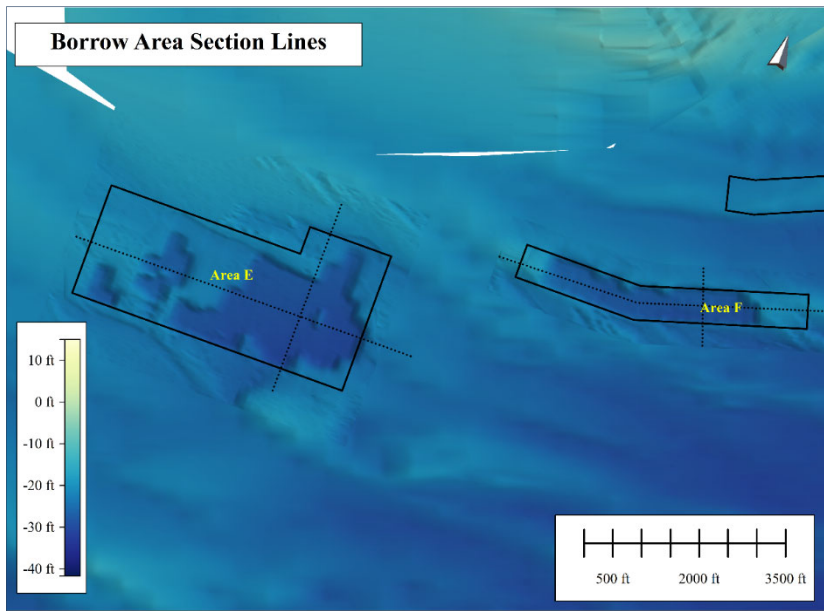 Borrow Area Section Lines
Area E
Area F
10 ft
0 ft
-10 ft
-20 ft
-30 ft
-40 ft
500 ft
2000 ft
3500 ft